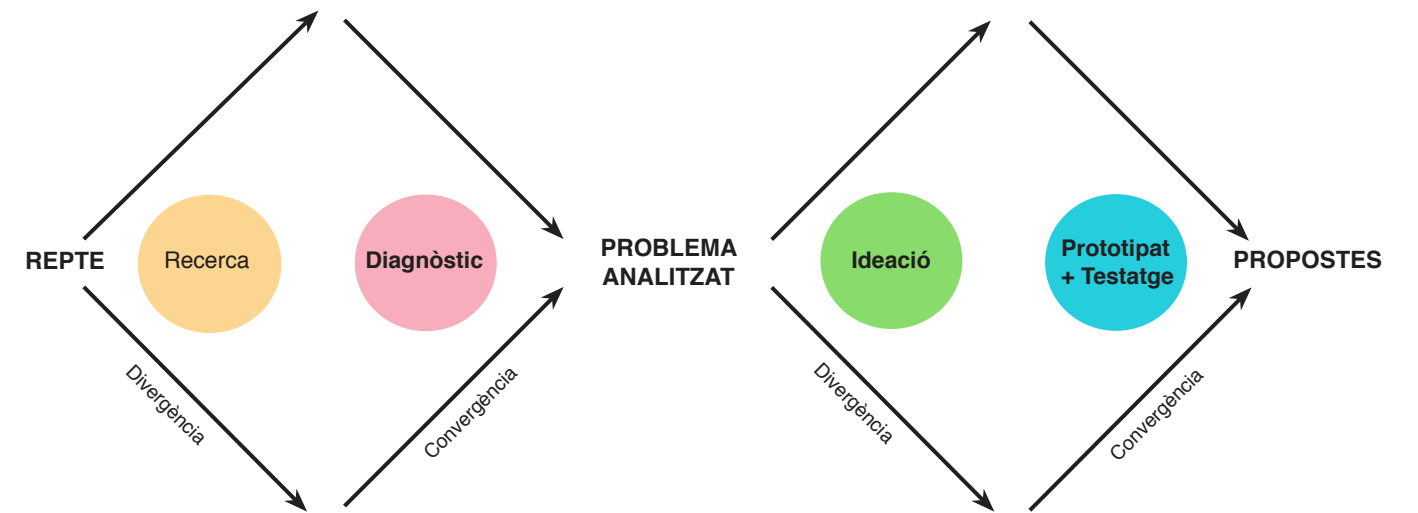 REPTE
Recerca
Diagnòstic
PROBLEMA
ANALITZAT
Ideació
Prototipat
+ Testatge
PROPOSTES
Divergència
Convergència
Divergència
Convergència